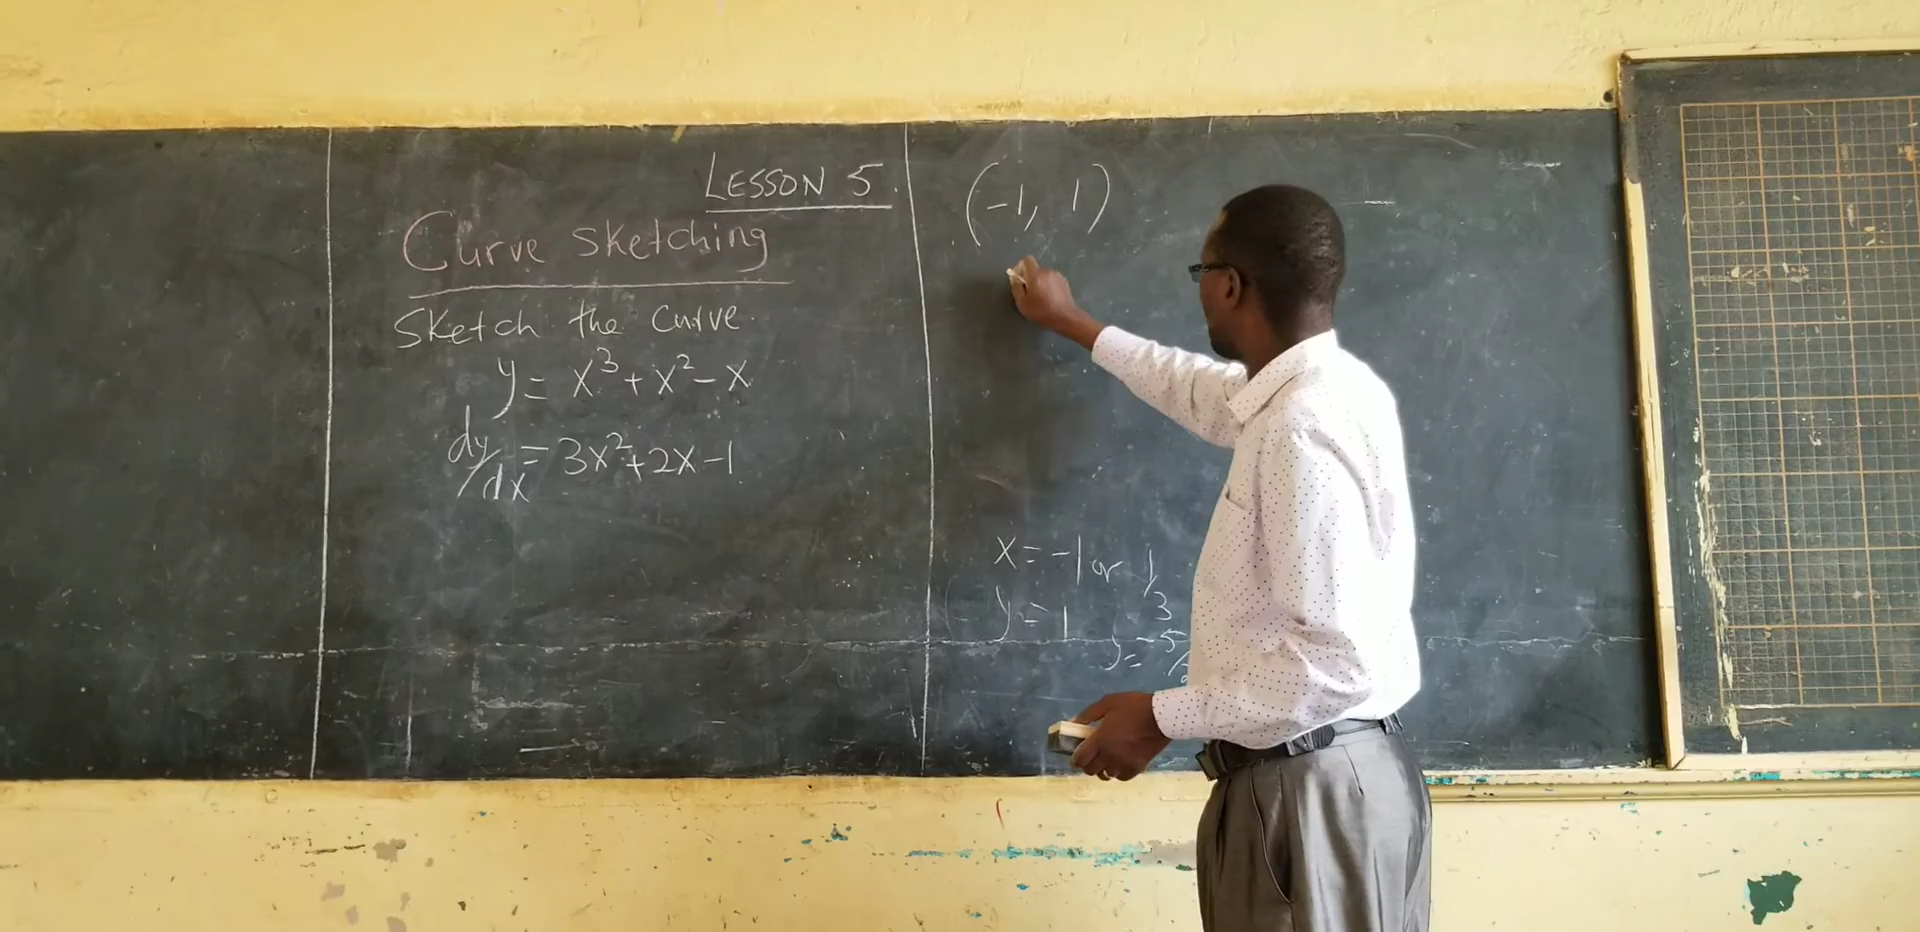 LESSON 5.
Curve sketching
Sketch the curve.
y = x³ + x² - x
dy/dx = 3x² + 2x - 1
(-1, 1)
x = -1 or 1/3
y = 1
y = -5/